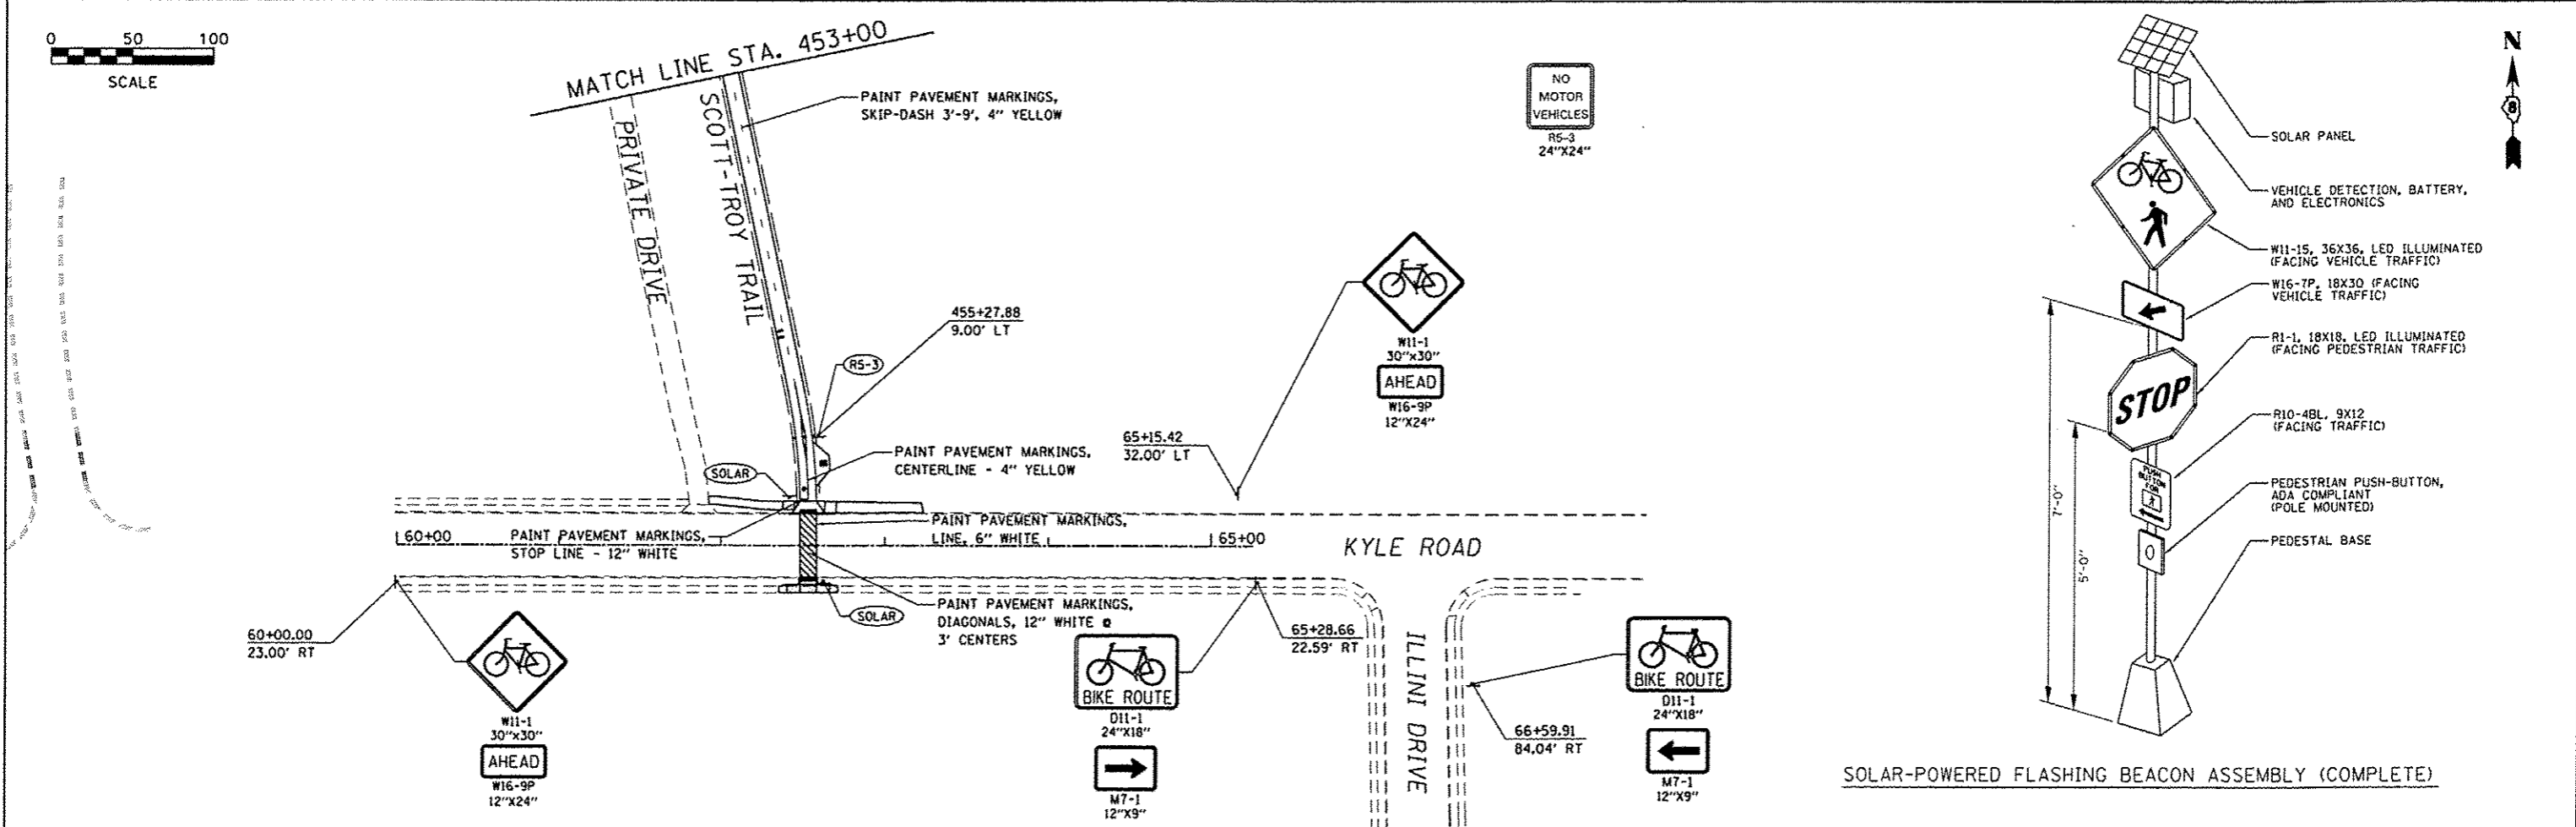 0 50 100
SCALE
MATCH LINE STA. 453+00
PRIVATE DRIVE
SCOTT-TROY TRAIL
PAINT PAVEMENT MARKINGS,
SKIP-DASH 3'-9', 4" YELLOW
NO
MOTOR
VEHICLES
R5-3
24"X24"
455+27.88
9.00' LT
R5-3
PAINT PAVEMENT MARKINGS,
CENTERLINE - 4" YELLOW
SOLAR
65+15.42
32.00' LT
W11-1
30"x30"
AHEAD
W16-9P
12"X24"
60+00
PAINT PAVEMENT MARKINGS,
STOP LINE - 12" WHITE
PAINT PAVEMENT MARKINGS,
LINE, 6" WHITE
65+00
KYLE ROAD
SOLAR
PAINT PAVEMENT MARKINGS,
DIAGONALS, 12" WHITE @
3' CENTERS
60+00.00
23.00' RT
W11-1
30"x30"
AHEAD
W16-9P
12"X24"
BIKE ROUTE
D11-1
24"X18"
M7-1
12"X9"
65+28.66
22.59' RT
ILLINI DRIVE
66+59.91
84.04' RT
BIKE ROUTE
D11-1
24"X18"
M7-1
12"X9"
N
8
SOLAR PANEL
VEHICLE DETECTION, BATTERY,
AND ELECTRONICS
W11-15, 36X36, LED ILLUMINATED
(FACING VEHICLE TRAFFIC)
W16-7P, 18X30 (FACING
VEHICLE TRAFFIC)
R1-1, 18X18, LED ILLUMINATED
(FACING PEDESTRIAN TRAFFIC)
STOP
R10-4BL, 9X12
(FACING TRAFFIC)
PUSH
BUTTON
FOR
PEDESTRIAN PUSH-BUTTON,
ADA COMPLIANT
(POLE MOUNTED)
PEDESTAL BASE
7'-0"
5'-0"
SOLAR-POWERED FLASHING BEACON ASSEMBLY (COMPLETE)